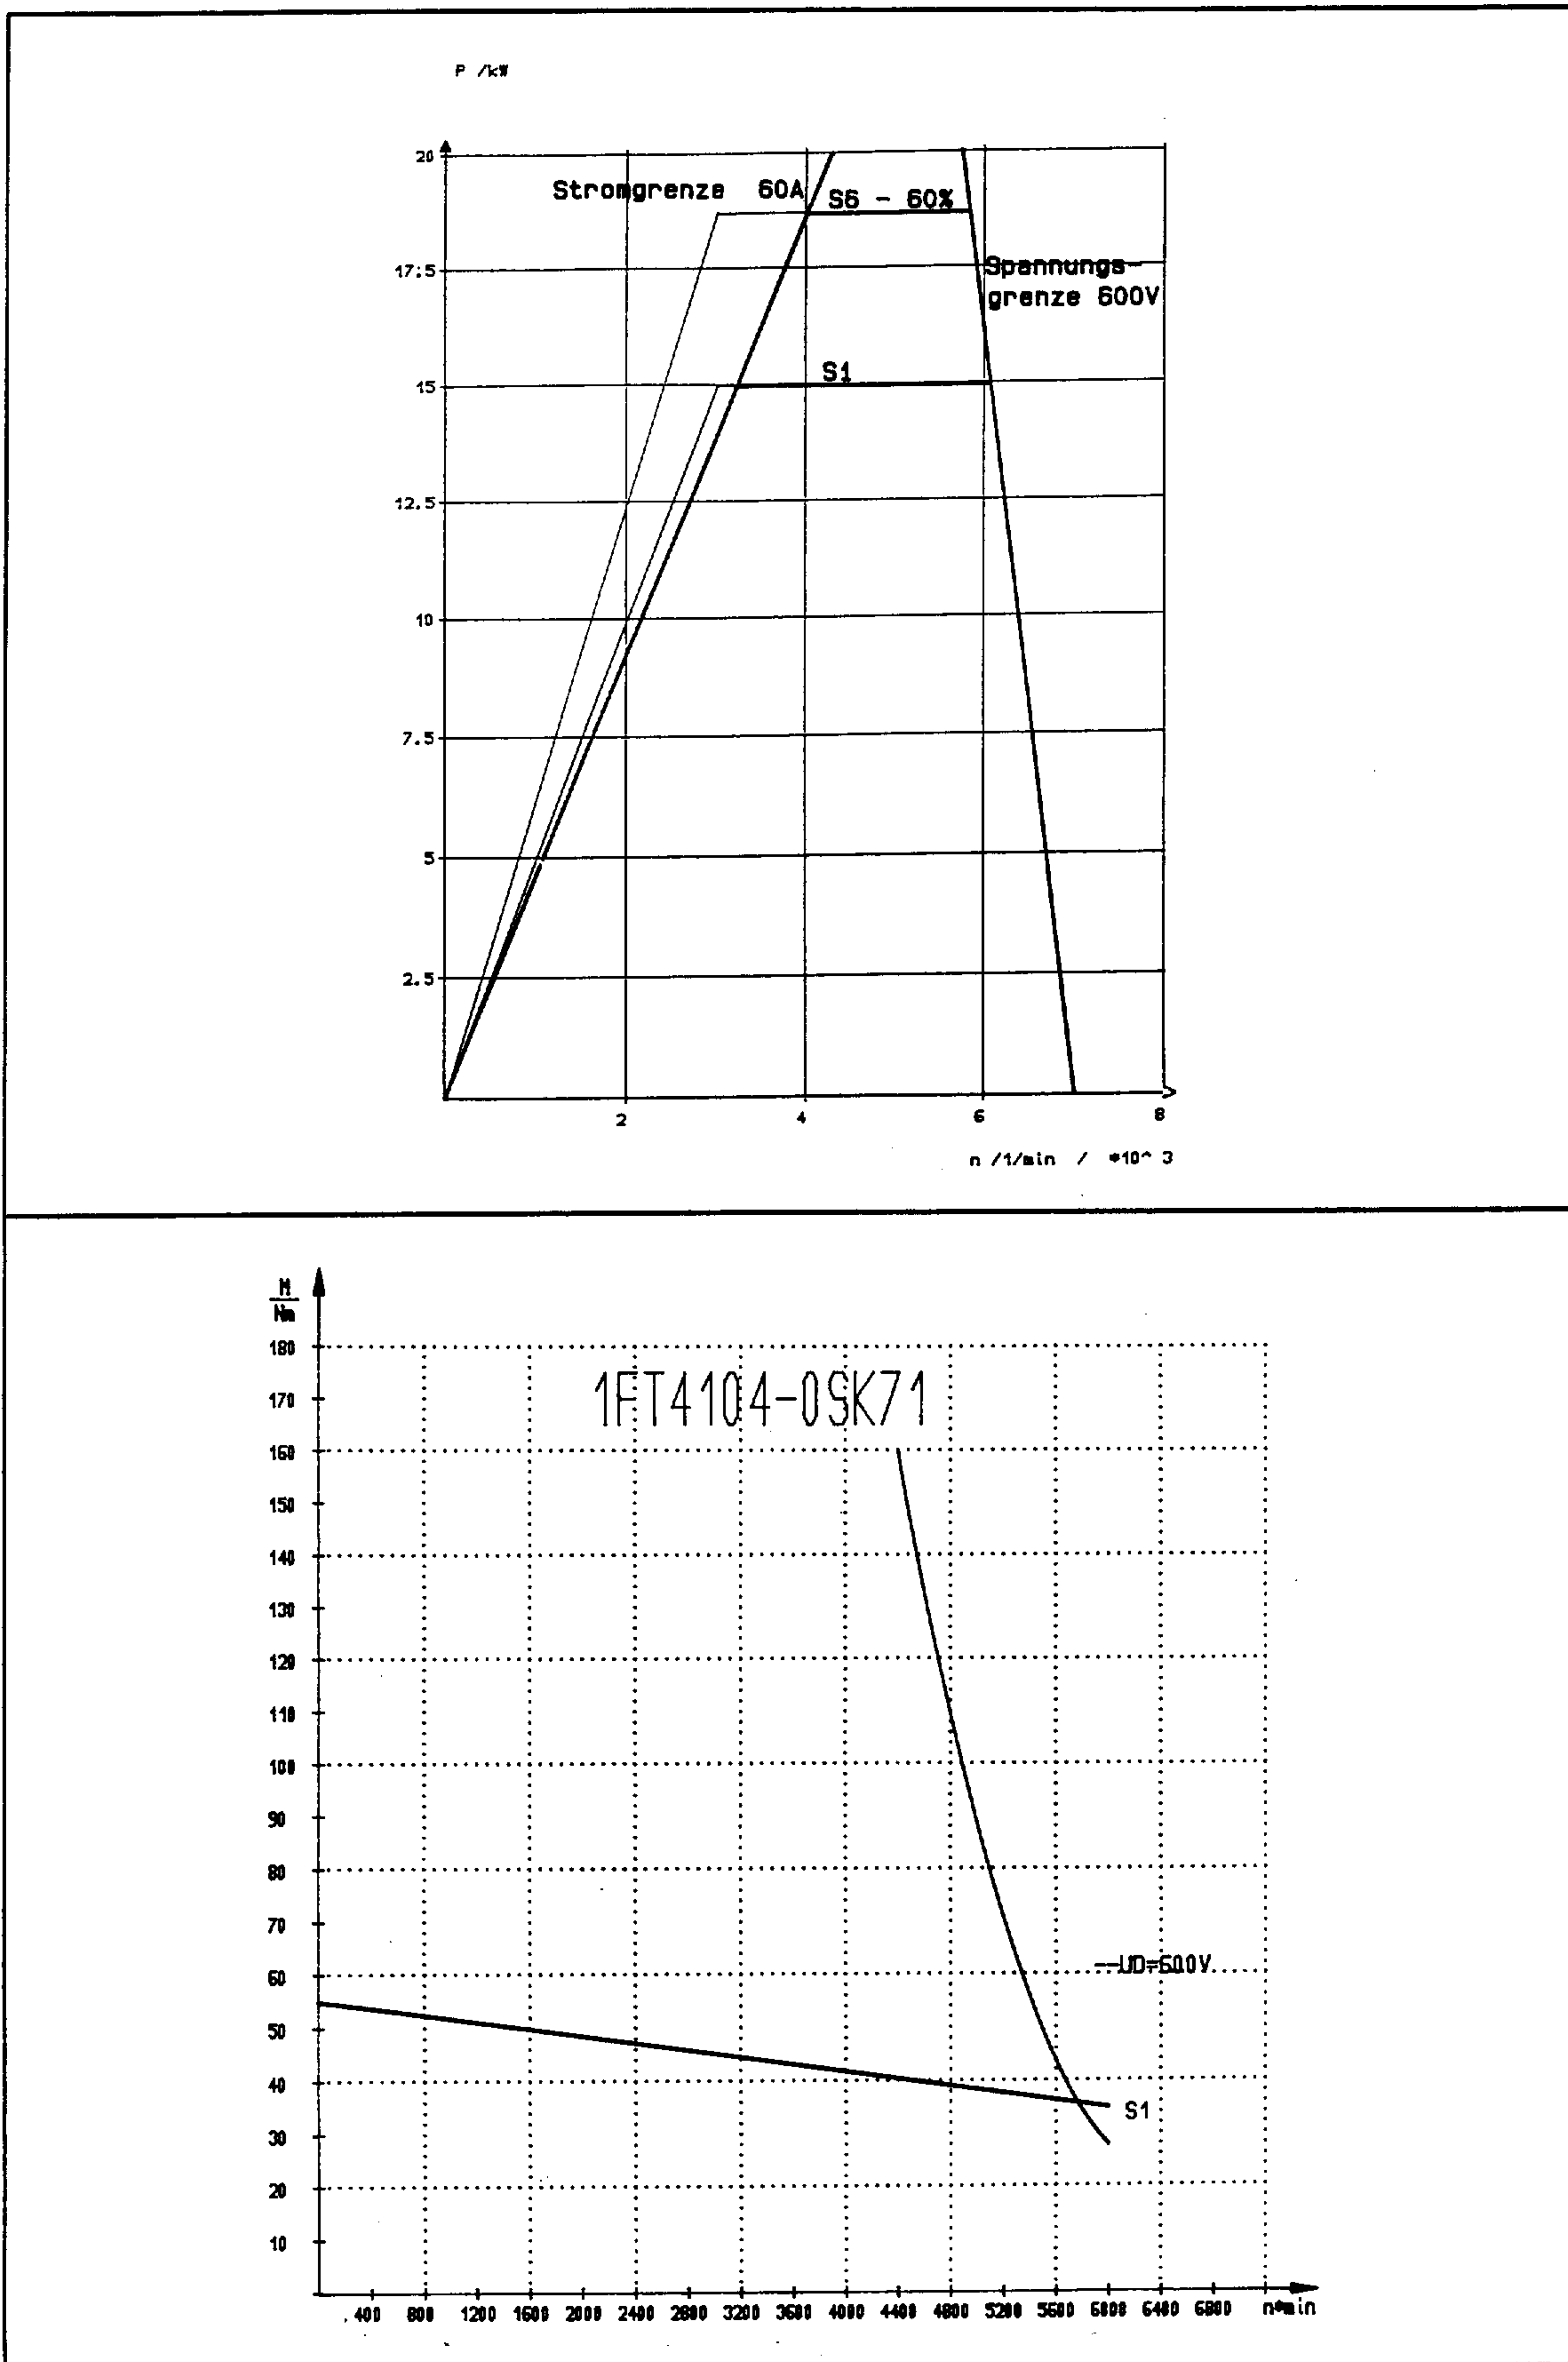 P /kW
20
Stromgrenze 60A
S6 - 60%
17.5
Spannungs-
grenze 600V
15
S1
12.5
10
7.5
5
2.5
2 4 6 8
n /1/min / *10^ 3
M
Nm
180
1FT4104-0SK71
170
160
150
140
130
120
110
100
90
80
70
UD=600V
60
50
40
S1
30
20
10
400 800 1200 1600 2000 2400 2800 3200 3600 4000 4400 4800 5200 5600 6000 6400 6800 n*min